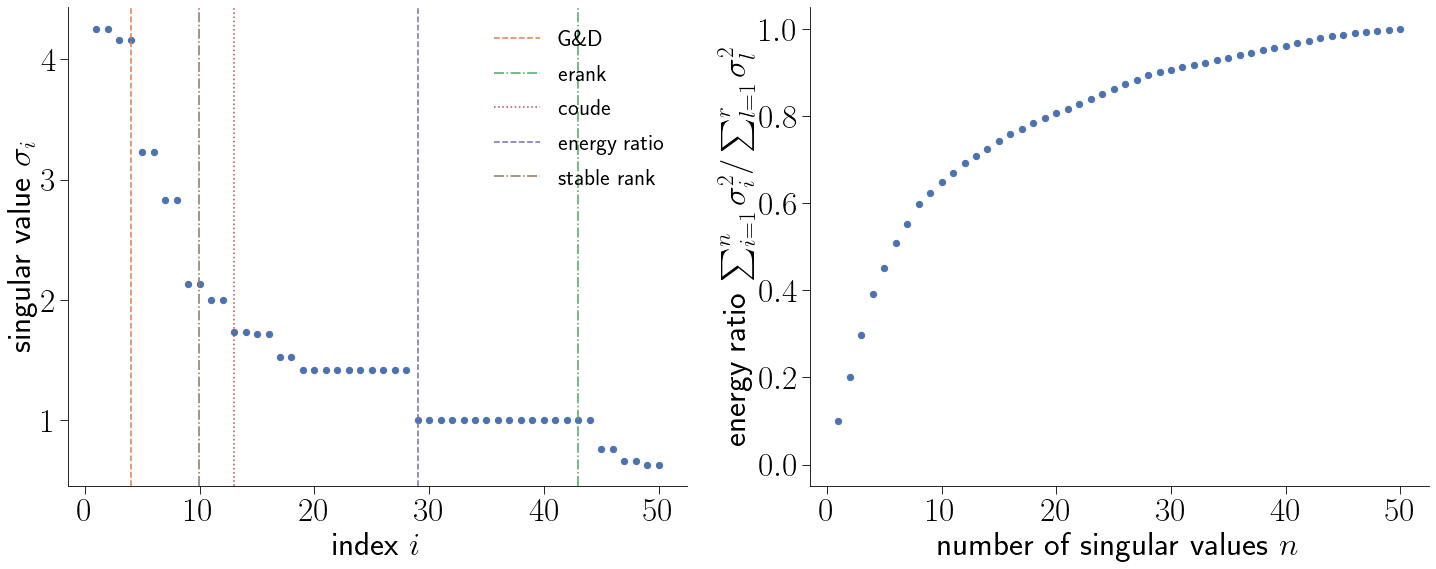 singular value σ_i
4
3
2
1
0 10 20 30 40 50
index i
G&D
erank
coude
energy ratio
stable rank
energy ratio ∑_{i=1}^{n} σ_i^2 / ∑_{l=1}^{r} σ_l^2
1.0
0.8
0.6
0.4
0.2
0.0
0 10 20 30 40 50
number of singular values n